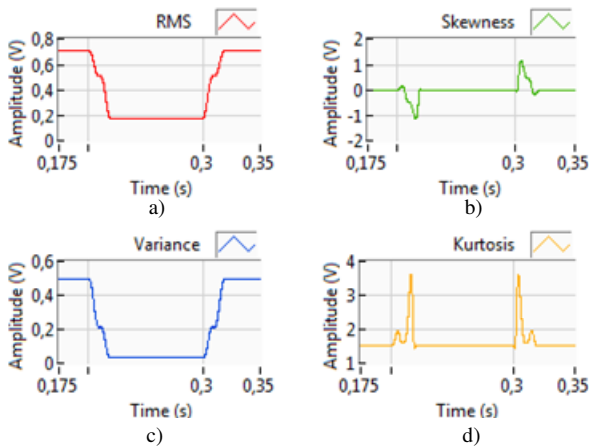 RMS
Amplitude (V)
0,8
0,6
0,4
0,2
0
0,175
0,3
0,35
Time (s)
a)
Skewness
Amplitude (V)
2
1
0
-1
-2
0,175
0,3
0,35
Time (s)
b)
Variance
Amplitude (V)
0,6
0,4
0,2
0
0,175
0,3
0,35
Time (s)
c)
Kurtosis
Amplitude (V)
4
3
2
1
0,175
0,3
0,35
Time (s)
d)